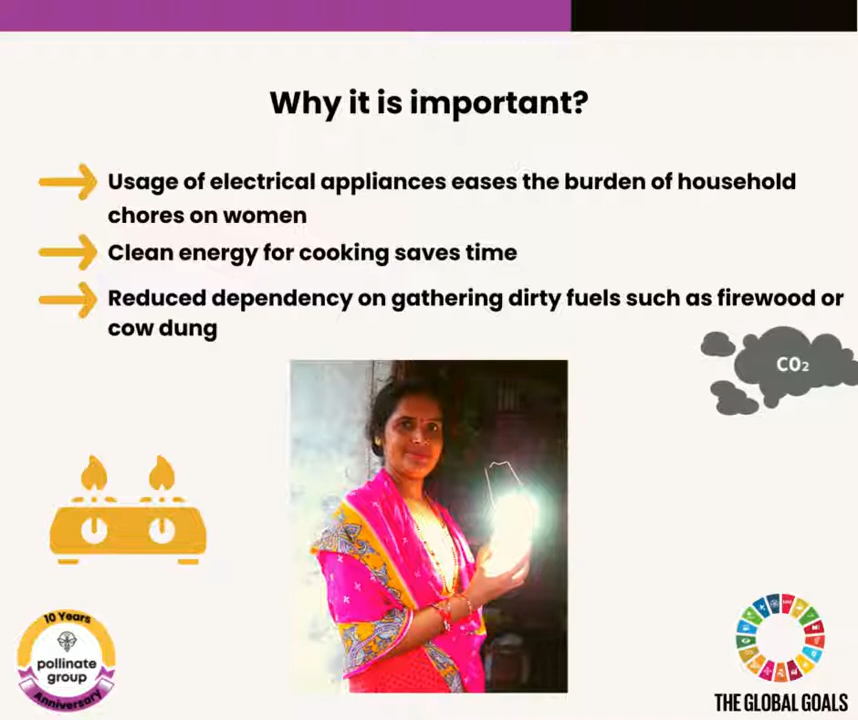 Why it is important?
Usage of electrical appliances eases the burden of household
chores on women
Clean energy for cooking saves time
Reduced dependency on gathering dirty fuels such as firewood or
cow dung
CO₂
10 Years
pollinate
group
Anniversary
THE GLOBAL GOALS